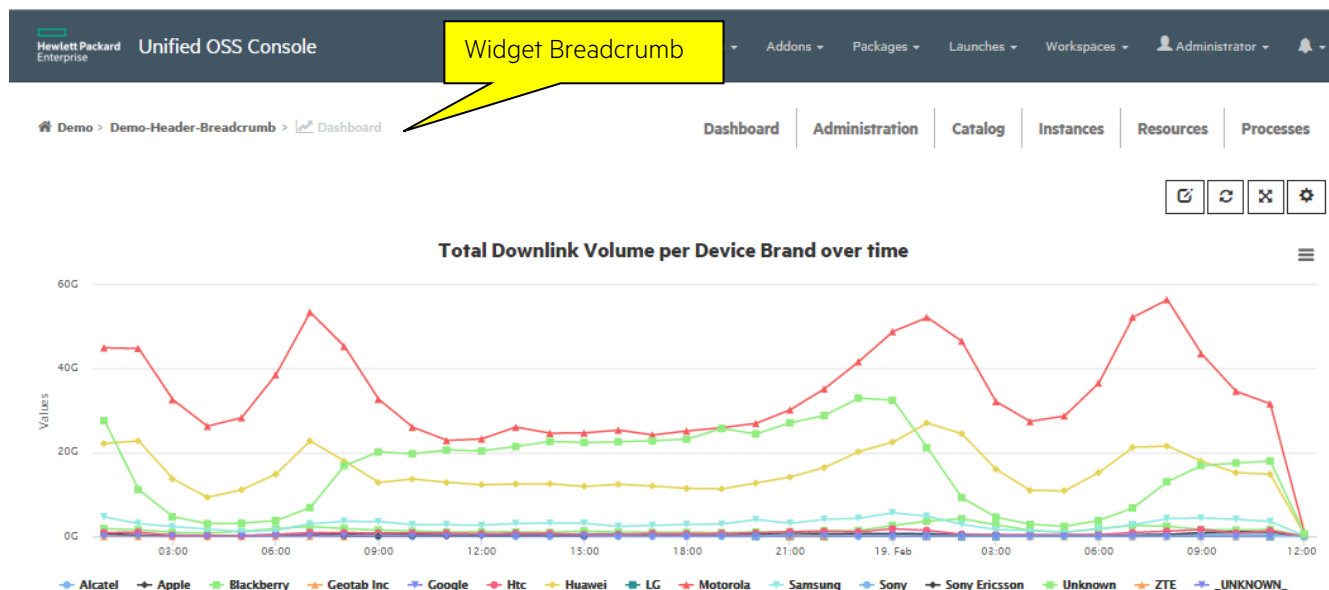 Hewlett Packard
Enterprise
Unified OSS Console
Widget Breadcrumb
Addons
Packages
Launches
Workspaces
Administrator
Demo > Demo-Header-Breadcrumb > Dashboard
Dashboard
Administration
Catalog
Instances
Resources
Processes
Total Downlink Volume per Device Brand over time
60G
40G
20G
0G
Values
03:00 06:00 09:00 12:00 15:00 18:00 21:00 19. Feb 03:00 06:00 09:00 12:00
Alcatel Apple Blackberry Geotab Inc Google Htc Huawei LG Motorola Samsung Sony Sony Ericsson Unknown ZTE _UNKNOWN_